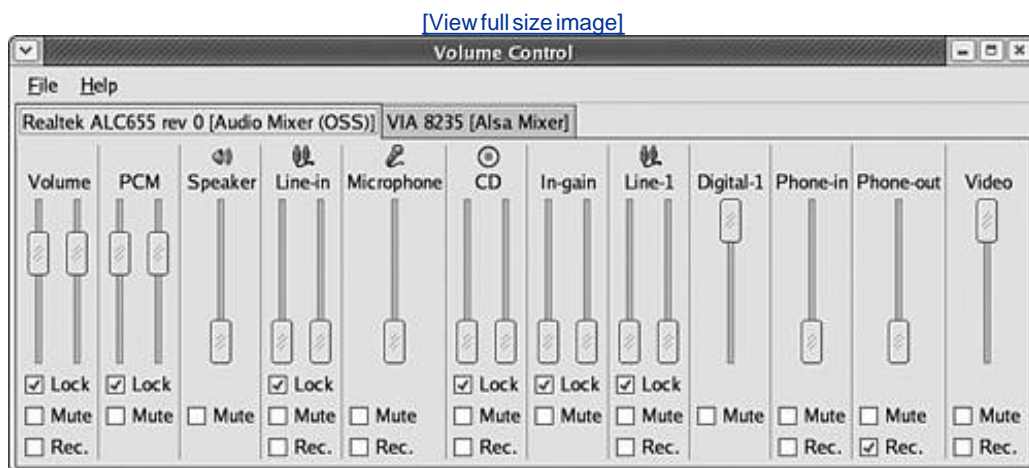 [View full size image]
Volume Control
File Help
Realtek ALC655 rev 0 [Audio Mixer (OSS)] VIA 8235 [Alsa Mixer]
Volume PCM Speaker Line-in Microphone CD In-gain Line-1 Digital-1 Phone-in Phone-out Video
Lock Lock Lock Lock Lock Lock
Mute Mute Mute Mute Mute Mute Mute Mute Mute Mute Mute Mute
Rec. Rec. Rec. Rec. Rec. Rec. Rec. Rec.